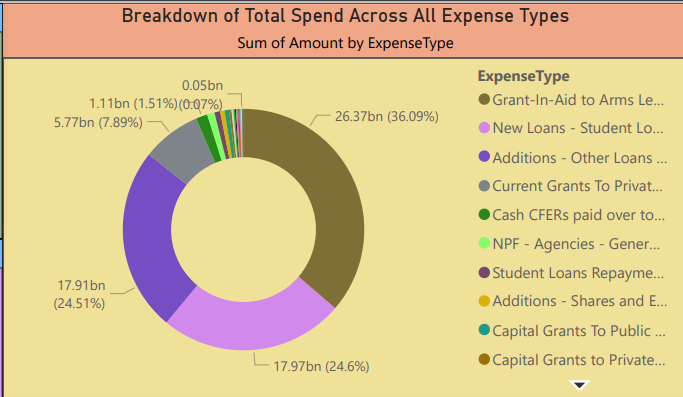 Breakdown of Total Spend Across All Expense Types
Sum of Amount by ExpenseType
0.05bn
(0.07%)
1.11bn (1.51%)
5.77bn (7.89%)
26.37bn (36.09%)
17.91bn
(24.51%)
17.97bn (24.6%)
ExpenseType
Grant-In-Aid to Arms Le...
New Loans - Student Lo...
Additions - Other Loans ...
Current Grants To Privat...
Cash CFERs paid over to...
NPF - Agencies - Gener...
Student Loans Repayme...
Additions - Shares and E...
Capital Grants To Public ...
Capital Grants to Private...